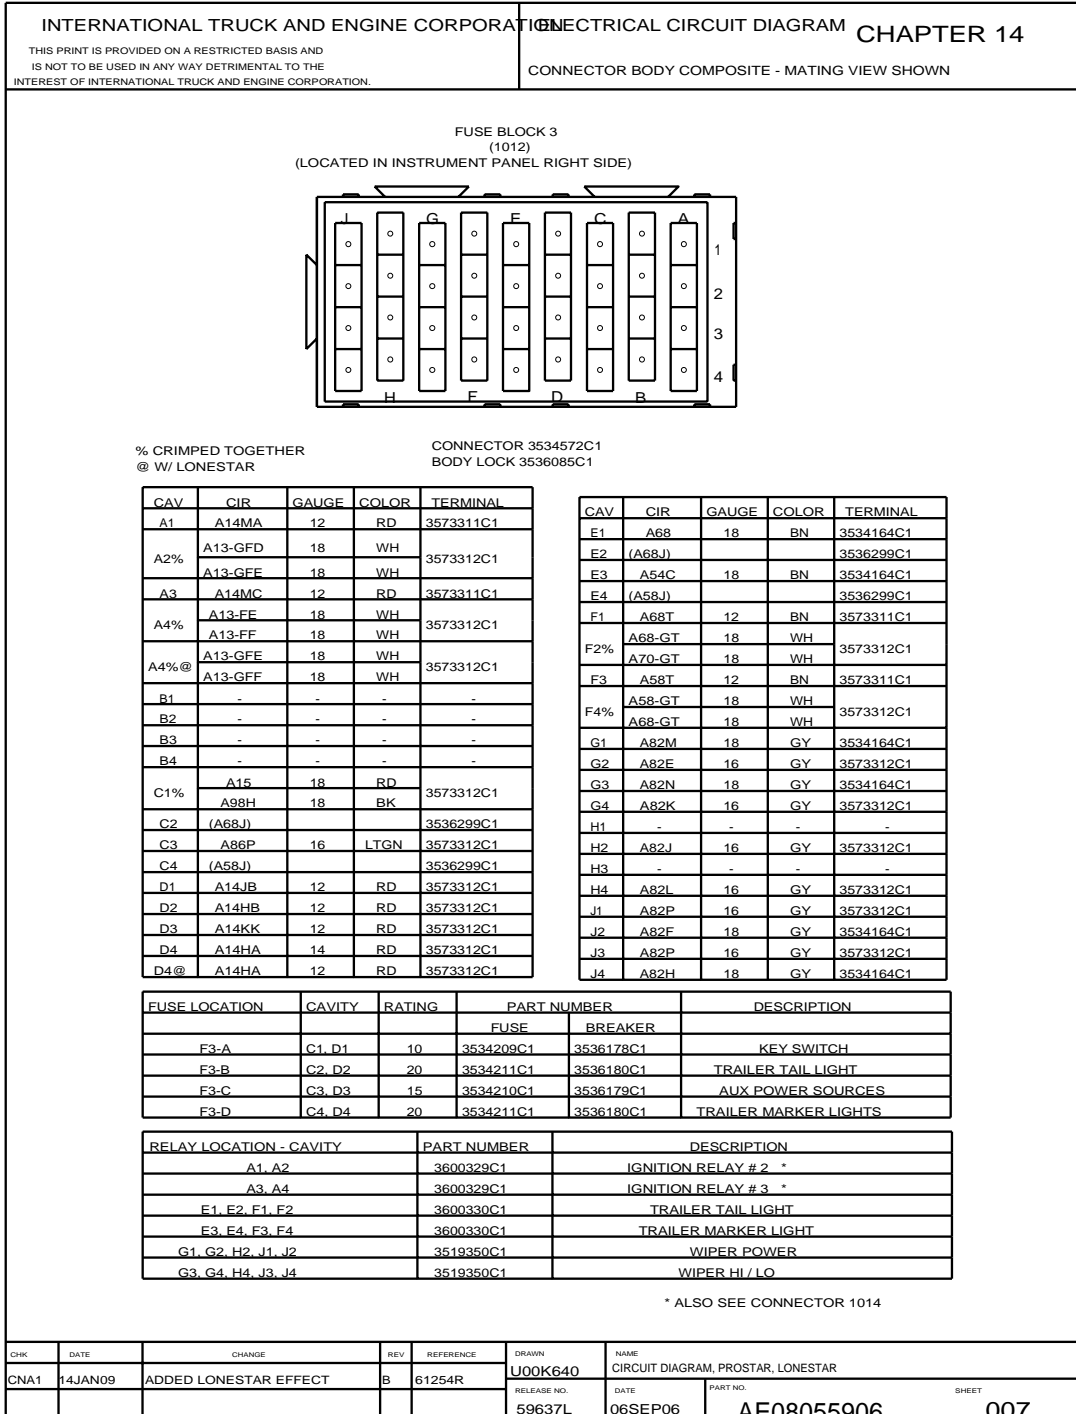 INTERNATIONAL TRUCK AND ENGINE CORPORATION
THIS PRINT IS PROVIDED ON A RESTRICTED BASIS AND
IS NOT TO BE USED IN ANY WAY DETRIMENTAL TO THE
INTEREST OF INTERNATIONAL TRUCK AND ENGINE CORPORATION.
ELECTRICAL CIRCUIT DIAGRAM
CHAPTER 14
CONNECTOR BODY COMPOSITE - MATING VIEW SHOWN
FUSE BLOCK 3
(1012)
(LOCATED IN INSTRUMENT PANEL RIGHT SIDE)
J G E C A
1
2
3
4
H F D B
% CRIMPED TOGETHER
@ W/ LONESTAR
CONNECTOR 3534572C1
BODY LOCK 3536085C1
CAV CIR GAUGE COLOR TERMINAL
A1 A14MA 12 RD 3573311C1
A2% A13-GFD 18 WH 3573312C1
A13-GFE 18 WH
A3 A14MC 12 RD 3573311C1
A4% A13-FE 18 WH 3573312C1
A13-FF 18 WH
A4%@ A13-GFE 18 WH 3573312C1
A13-GFF 18 WH
B1 - - - -
B2 - - - -
B3 - - - -
B4 - - - -
C1% A15 18 RD 3573312C1
A98H 18 BK
C2 (A68J) 3536299C1
C3 A86P 16 LTGN 3573312C1
C4 (A58J) 3536299C1
D1 A14JB 12 RD 3573312C1
D2 A14HB 12 RD 3573312C1
D3 A14KK 12 RD 3573312C1
D4 A14HA 14 RD 3573312C1
D4@ A14HA 12 RD 3573312C1
CAV CIR GAUGE COLOR TERMINAL
E1 A68 18 BN 3534164C1
E2 (A68J) 3536299C1
E3 A54C 18 BN 3534164C1
E4 (A58J) 3536299C1
F1 A68T 12 BN 3573311C1
F2% A68-GT 18 WH 3573312C1
A70-GT 18 WH
F3 A58T 12 BN 3573311C1
F4% A58-GT 18 WH 3573312C1
A68-GT 18 WH
G1 A82M 18 GY 3534164C1
G2 A82E 16 GY 3573312C1
G3 A82N 18 GY 3534164C1
G4 A82K 16 GY 3573312C1
H1 - - - -
H2 A82J 16 GY 3573312C1
H3 - - - -
H4 A82L 16 GY 3573312C1
J1 A82P 16 GY 3573312C1
J2 A82F 18 GY 3534164C1
J3 A82P 16 GY 3573312C1
J4 A82H 18 GY 3534164C1
FUSE LOCATION CAVITY RATING PART NUMBER DESCRIPTION
FUSE BREAKER
F3-A C1, D1 10 3534209C1 3536178C1 KEY SWITCH
F3-B C2, D2 20 3534211C1 3536180C1 TRAILER TAIL LIGHT
F3-C C3, D3 15 3534210C1 3536179C1 AUX POWER SOURCES
F3-D C4, D4 20 3534211C1 3536180C1 TRAILER MARKER LIGHTS
RELAY LOCATION - CAVITY PART NUMBER DESCRIPTION
A1, A2 3600329C1 IGNITION RELAY # 2 *
A3, A4 3600329C1 IGNITION RELAY # 3 *
E1, E2, F1, F2 3600330C1 TRAILER TAIL LIGHT
E3, E4, F3, F4 3600330C1 TRAILER MARKER LIGHT
G1, G2, H2, J1, J2 3519350C1 WIPER POWER
G3, G4, H4, J3, J4 3519350C1 WIPER HI / LO
* ALSO SEE CONNECTOR 1014
CHK DATE CHANGE REV REFERENCE DRAWN NAME
CNA1 14JAN09 ADDED LONESTAR EFFECT B 61254R U00K640 CIRCUIT DIAGRAM, PROSTAR, LONESTAR
RELEASE NO. DATE PART NO. SHEET
59637L 06SEP06 AE08055906 007